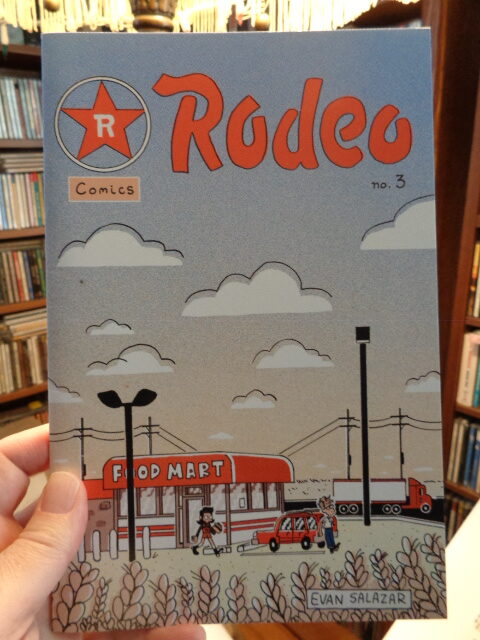 R
Rodeo
Comics
no. 3
FOOD MART
EVAN SALAZAR